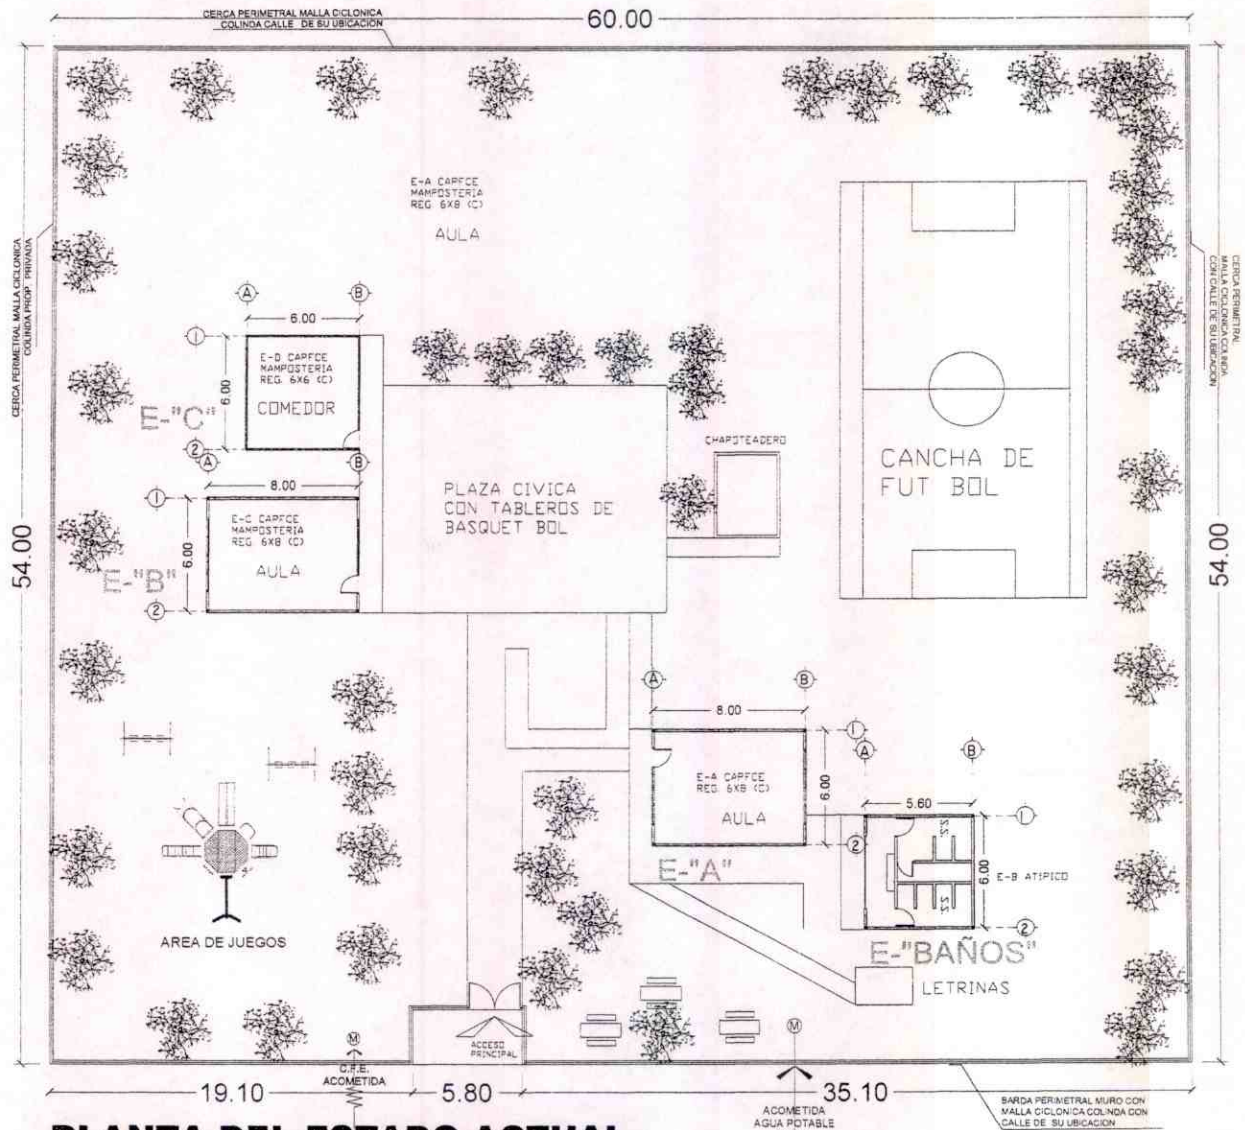 CERCA PERIMETRAL MALLA CICLONICA
COLINDA CALLE DE SU UBICACION
60.00
CERCA PERIMETRAL MALLA CICLONICA
COLINDA PROP. PRIVADA
54.00
E-A CAPFCE
MAMPOSTERIA
REG 6X8 (C)
AULA
CERCA PERIMETRAL
MALLA CICLONICA COLINDA
CON CALLE DE SU UBICACION
54.00
A
B
6.00
1
E-D CAPFCE
MAMPOSTERIA
REG. 6X6 (C)
COMEDOR
6.00
E-"C"
2
A
B
8.00
1
E-C CAPFCE
MAMPOSTERIA
REG 6X8 (C)
AULA
6.00
E-"B"
2
PLAZA CIVICA
CON TABLEROS DE
BASQUET BOL
CHAPOTEADERO
CANCHA DE
FUT BOL
A
B
8.00
1
E-A CAPFCE
REG 6X8 (C)
AULA
6.00
2
E-"A"
A
B
5.60
1
6.00
E-B ATIPICO
2
E-"BAÑOS"
LETRINAS
AREA DE JUEGOS
ACCESO
PRINCIPAL
M
C.F.E.
ACOMETIDA
M
ACOMETIDA
AGUA POTABLE
19.10
5.80
35.10
BARDA PERIMETRAL MURO CON
MALLA CICLONICA COLINDA CON
CALLE DE SU UBICACION
PLANTA DEL ESTADO ACTUAL